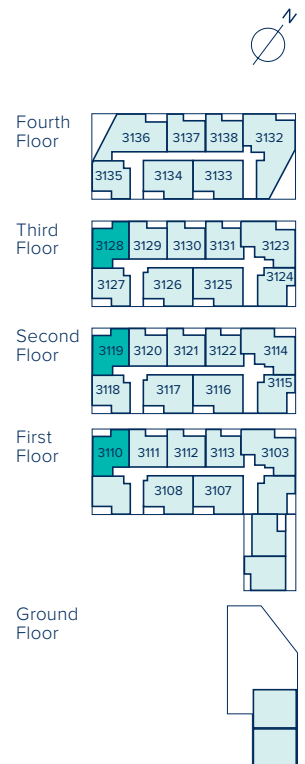 N
Fourth
Floor
3136 3137 3138 3132
3135 3134 3133
Third
Floor
3128 3129 3130 3131 3123
3127 3126 3125 3124
Second
Floor
3119 3120 3121 3122 3114
3118 3117 3116 3115
First
Floor
3110 3111 3112 3113 3103
3108 3107
Ground
Floor